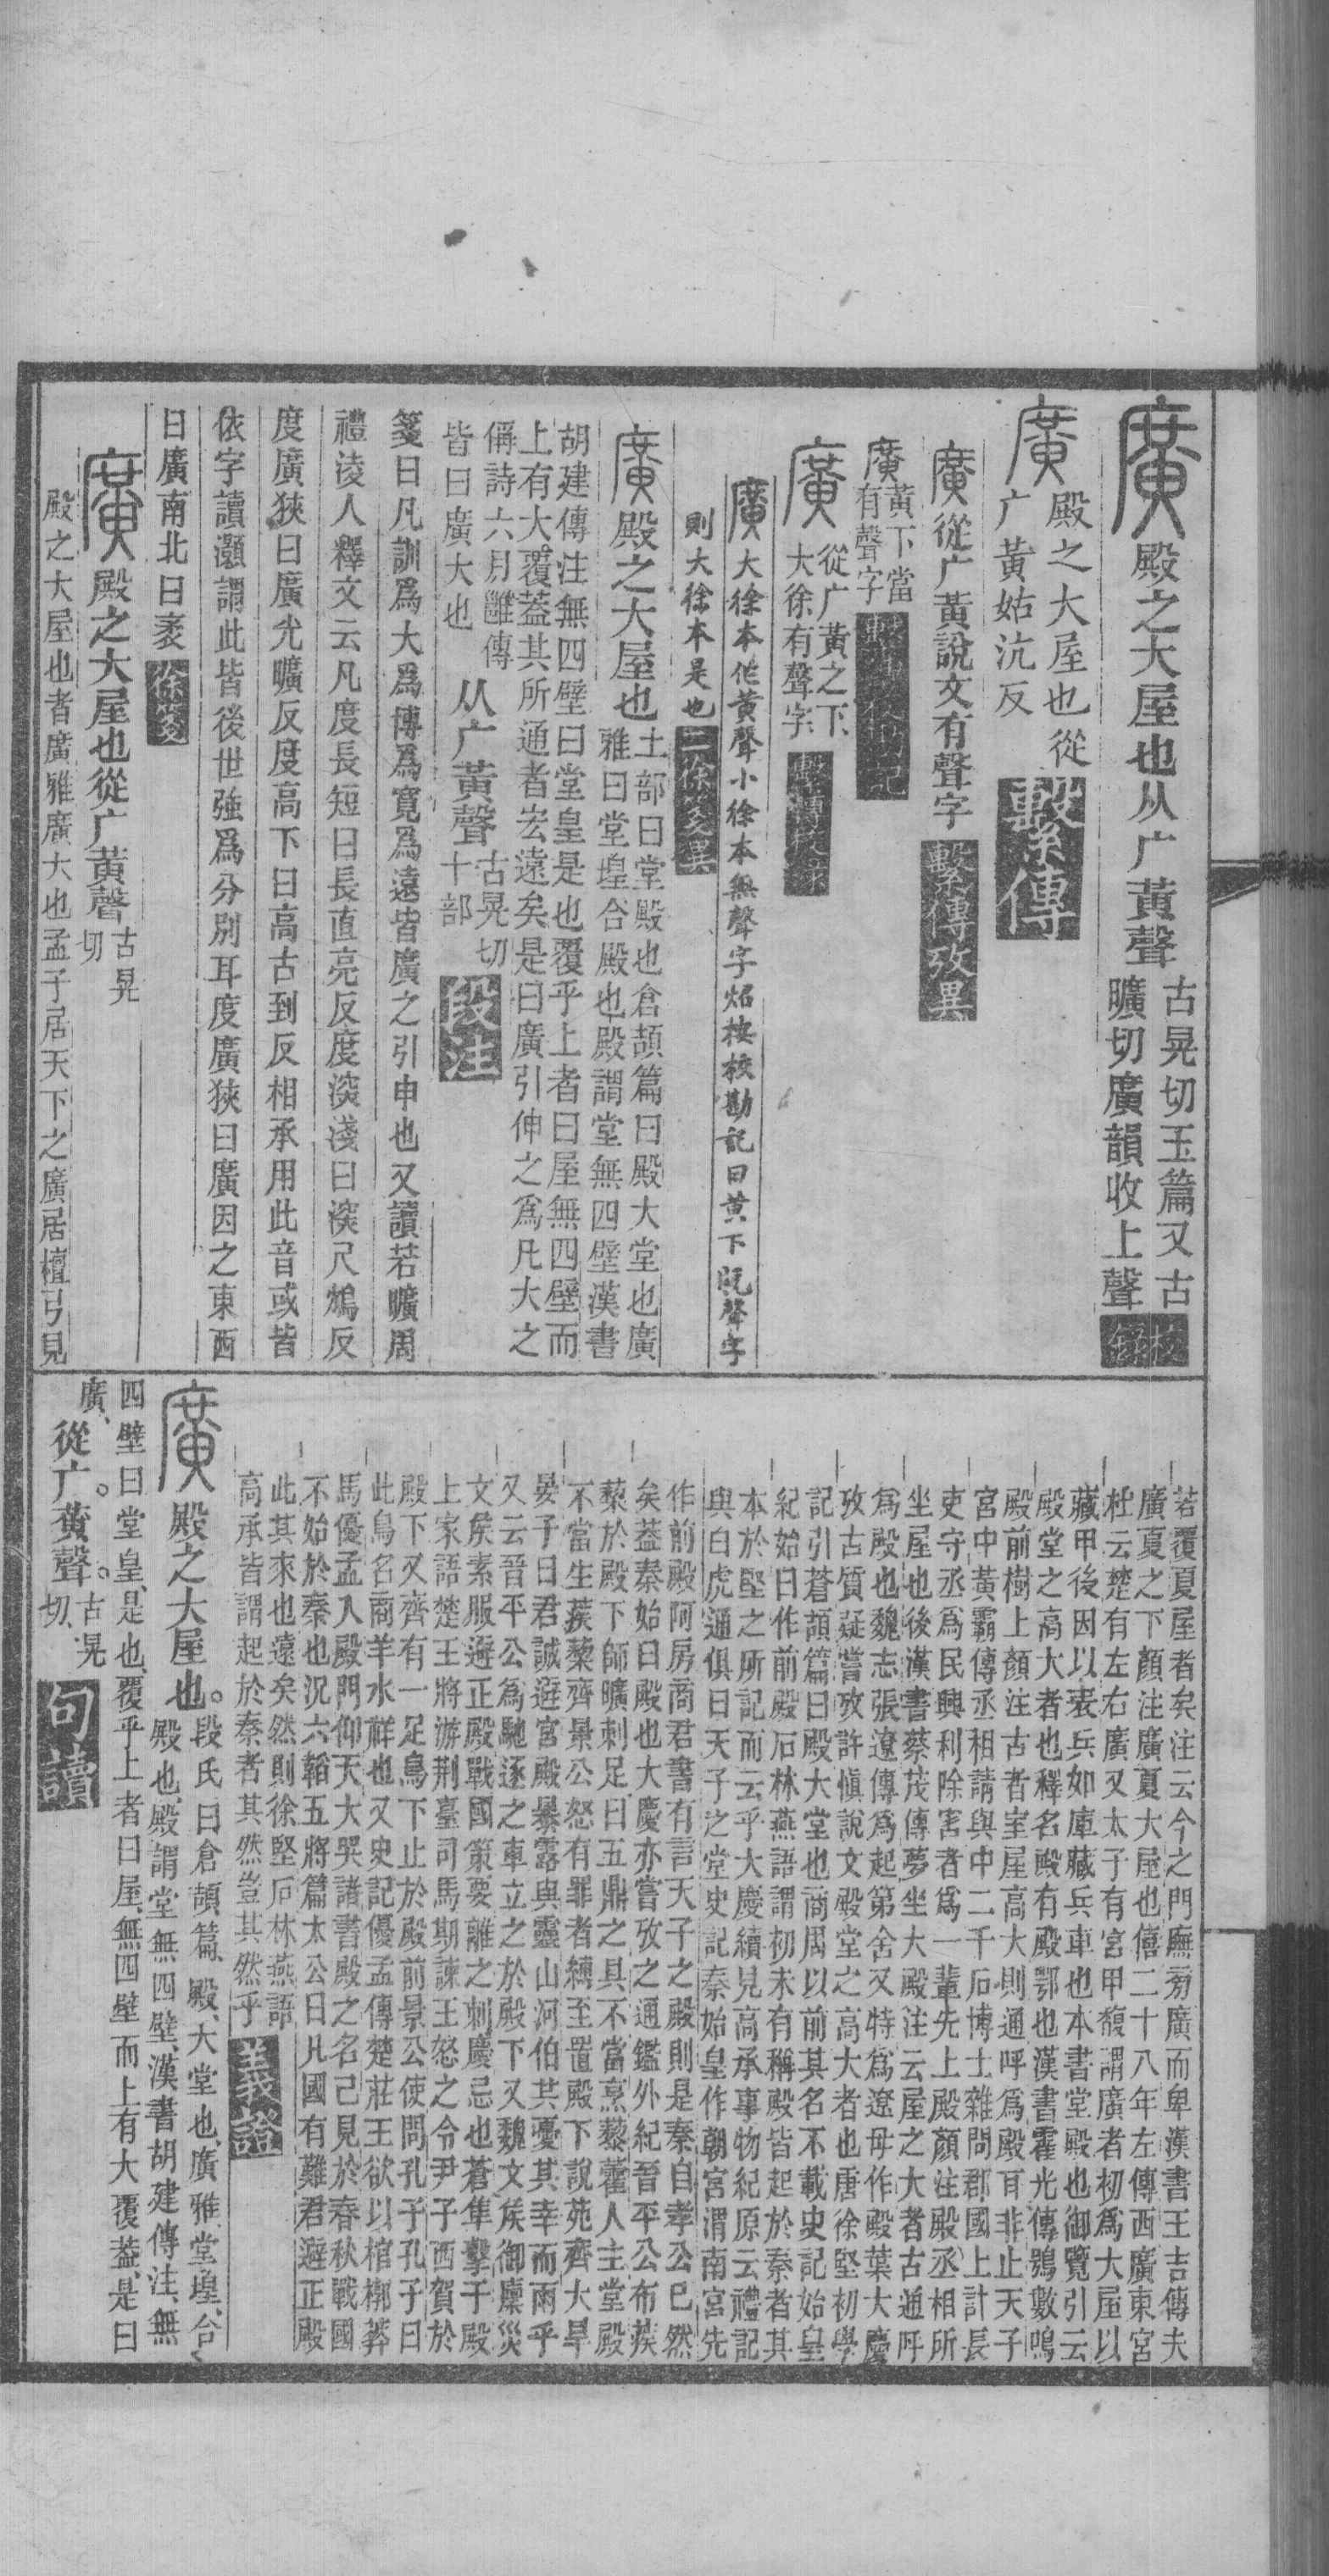 廣 殿之大屋也从广黃聲
古晃切玉篇又古
曠切廣韻收上聲
校錄
廣 殿之大屋也從
广黃姑沆反
繫傳
廣從广黃說文有聲字
繫傳攷異
廣 黃下當
有聲字
廣 從广黃之下
大徐有聲字
廣大徐本作黃聲小徐本無聲字炤按校勘記曰黃下脫聲字
則大徐本是也
二徐箋異
廣殿之大屋也
土部曰堂殿也倉頡篇曰殿大堂也廣
雅曰堂堭合殿也殿謂堂無四壁漢書
胡建傳注無四壁曰堂皇是也覆乎上者曰屋無四壁而
上有大覆蓋其所通者宏遠矣是曰廣引伸之爲凡大之
偁詩六月雝傳
皆曰廣大也
从广黃聲
古晃切
十部
段注
箋曰凡訓爲大爲博爲寬爲遠皆廣之引申也又讀若曠周
禮淩人釋文云凡度長短曰長直亮反度深淺曰深尺鴆反
度廣狹曰廣光曠反度高下曰高古到反相承用此音或皆
依字讀灝謂此皆後世強爲分別耳度廣狹曰廣因之東西
曰廣南北曰袤
徐箋
廣殿之大屋也從广黃聲
古晃
切
殿之大屋也者廣雅廣大也孟子居天下之廣居檀弓見
若覆夏屋者矣注云今之門廡旁廣而卑漢書王吉傳夫
廣夏之下顏注廣夏大屋也僖二十八年左傳西廣東宮
杜云楚有左右廣又太子有宮甲馥謂廣者初爲大屋以
藏甲後因以表兵如庫藏兵車也本書堂殿也御覽引云
殿堂之高大者也釋名殿有殿鄂也漢書霍光傳鴞數鳴
殿前樹上顏注古者室屋高大則通呼爲殿耳非止天子
宮中黃霸傳丞相請與中二千石博士雜問郡國上計長
吏守丞爲民興利除害者爲一輩先上殿顏注殿丞相所
坐屋也後漢書蔡茂傳夢坐大殿注云屋之大者古通呼
爲殿也魏志張遼傳爲起第舍又特爲遼母作殿葉大慶
攷古質疑嘗攷許愼說文殿堂之高大者也唐徐堅初學
記引蒼頡篇曰殿大堂也商周以前其名不載史記始皇
紀始曰作前殿石林燕語謂初未有稱殿皆起於秦者其
本於堅之所記而云乎大慶續見高承事物紀原云禮記
與白虎通俱曰天子之堂史記秦始皇作朝宮渭南宮先
作前殿阿房商君書有言天子之殿則是秦自孝公已然
矣蓋秦始曰殿也大慶亦嘗攷之通鑑外紀晉平公布蒺
藜於殿下師曠刺足曰五鼎之具不當烹藜藿人主堂殿
不當生蒺藜齊景公怒有罪者縛至置殿下說苑齊大旱
晏子曰君誠避宮殿暴露與靈山河伯其憂其幸而雨乎
又云晉平公爲馳逐之車立之於殿下又魏文矦御廩災
文矦素服避正殿戰國策要離之刺慶忌也蒼隼擊于殿
上家語楚王將游荆臺司馬期諫王怒之令尹子西賀於
殿下又齊有一足鳥下止於殿前景公使問孔子孔子曰
此鳥名商羊水祥也又史記優孟傳楚莊王欲以棺槨葬
馬優孟入殿門仰天大哭諸書殿之名己見於春秋戰國
不始於秦也況六韜五將篇太公曰凡國有難君避正殿
此其來也遠矣然則徐堅石林燕語
高承皆謂起於秦者其然豈其然乎
義證
廣 殿之大屋也。
段氏曰倉頡篇、殿、大堂也、廣雅堂堭、合
殿也、殿謂堂無四壁、漢書胡建傳注、無
四壁曰堂皇、是也、覆乎上者曰屋、無四壁而上有大覆蓋、是曰
廣、
從广。黃聲。
古晃
切、
句讀